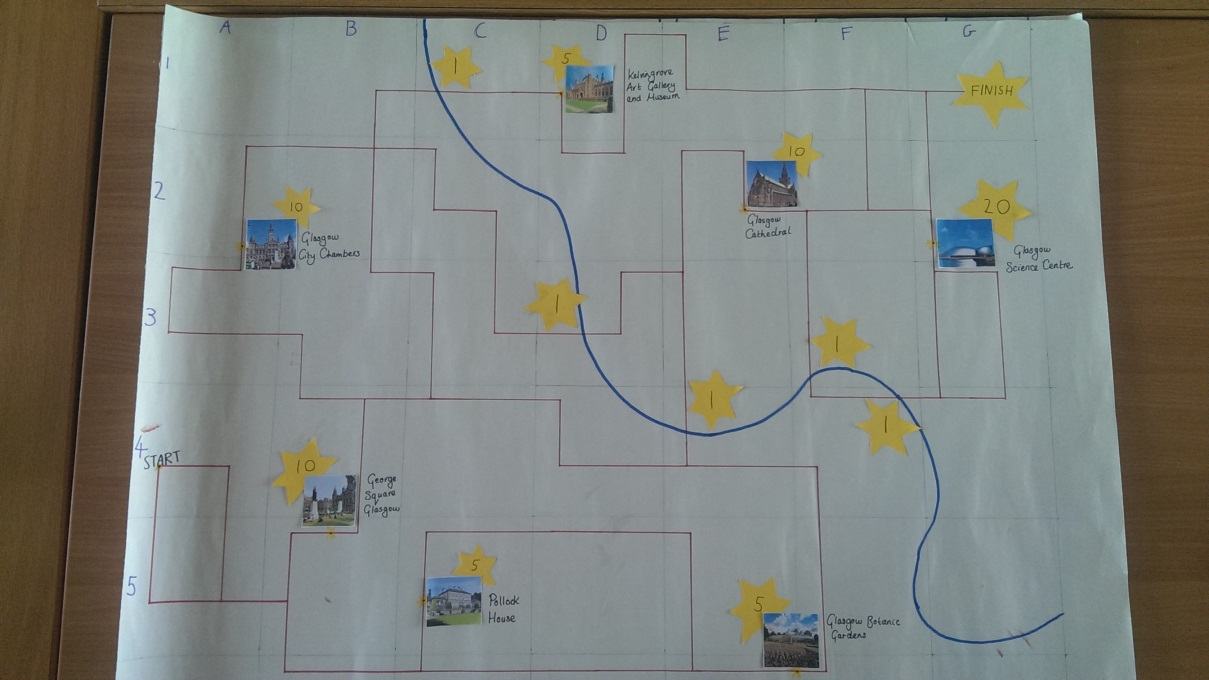 A B C D E F G
1
1
5
Kelvingrove
Art Gallery
and Museum
FINISH
10
2
10
Glasgow
City Chambers
Glasgow
Cathedral
20
Glasgow
Science Centre
3
1
1
1
1
4
START
10
George
Square
Glasgow
5
5
Pollock
House
5
Glasgow Botanic
Gardens